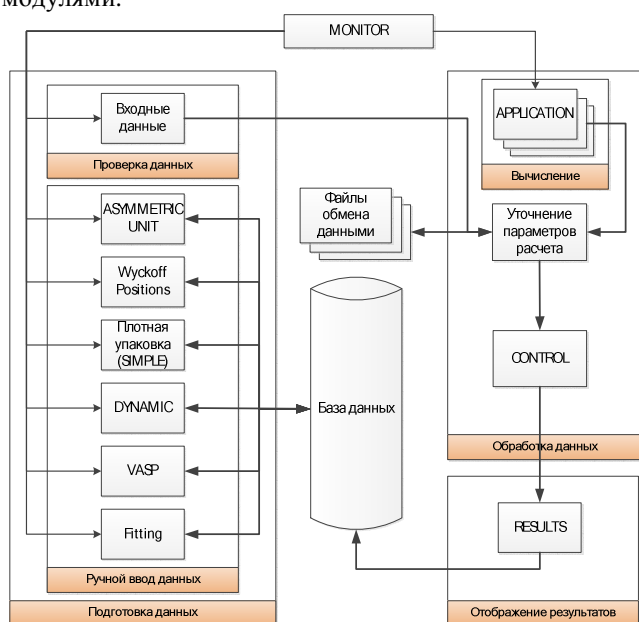 модулями.
MONITOR
Входные
данные
Проверка данных
ASYMMETRIC
UNIT
Wyckoff
Positions
Плотная
упаковка
(SIMPLE)
DYNAMIC
VASP
Fitting
Ручной ввод данных
Подготовка данных
Файлы
обмена
данными
База данных
APPLICATION
Вычисление
Уточнение
параметров
расчета
CONTROL
Обработка данных
RESULTS
Отображение результатов